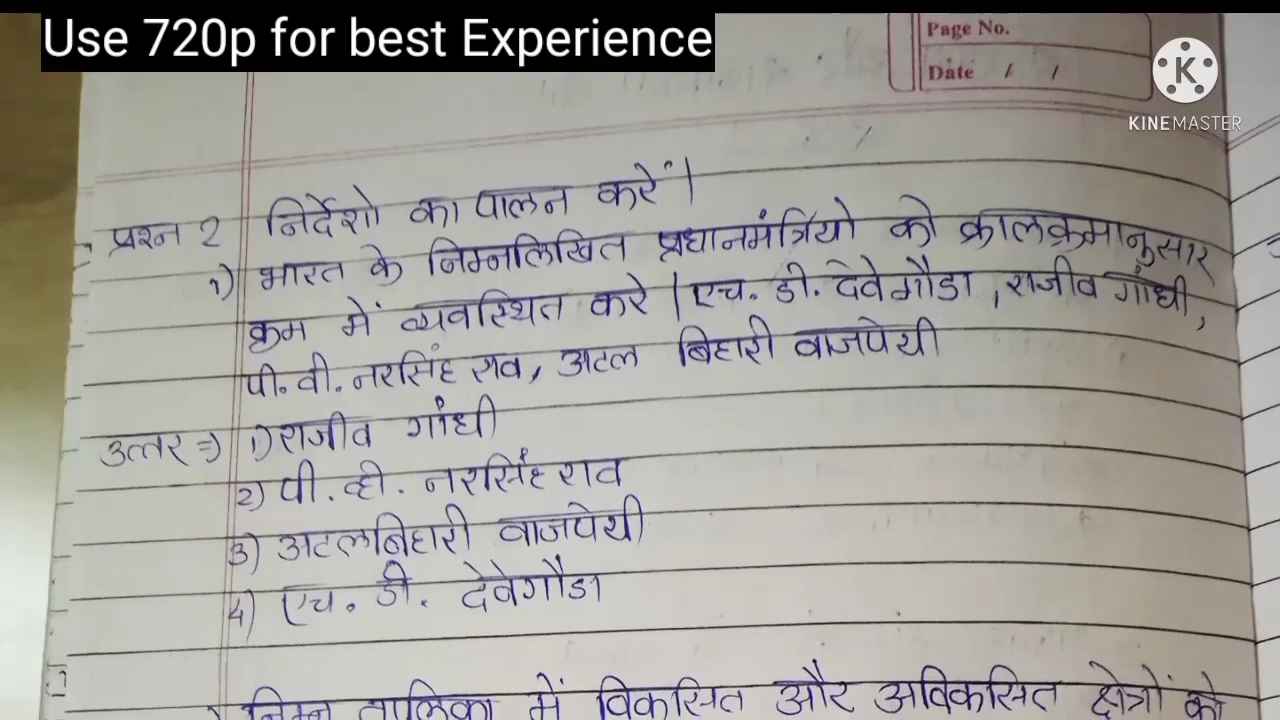 Use 720p for best Experience
Page No.
Date / /
K
KINEMASTER
प्रश्न 2 निर्देशो का पालन करें |
1) भारत के निम्नलिखित प्रधानमंत्रियो को कालक्रमानुसार
क्रम में व्यवस्थित करे | एच. डी. देवेगौडा, राजीव गांधी,
पी. वी. नरसिंह राव, अटल बिहारी वाजपेयी
उत्तर ⇒ 1) राजीव गांधी
2) पी. व्ही. नरसिंह राव
3) अटलबिहारी वाजपेयी
4) एच. डी. देवेगौडा
निम्न तालिका में विकसित और अविकसित क्षेत्रों को